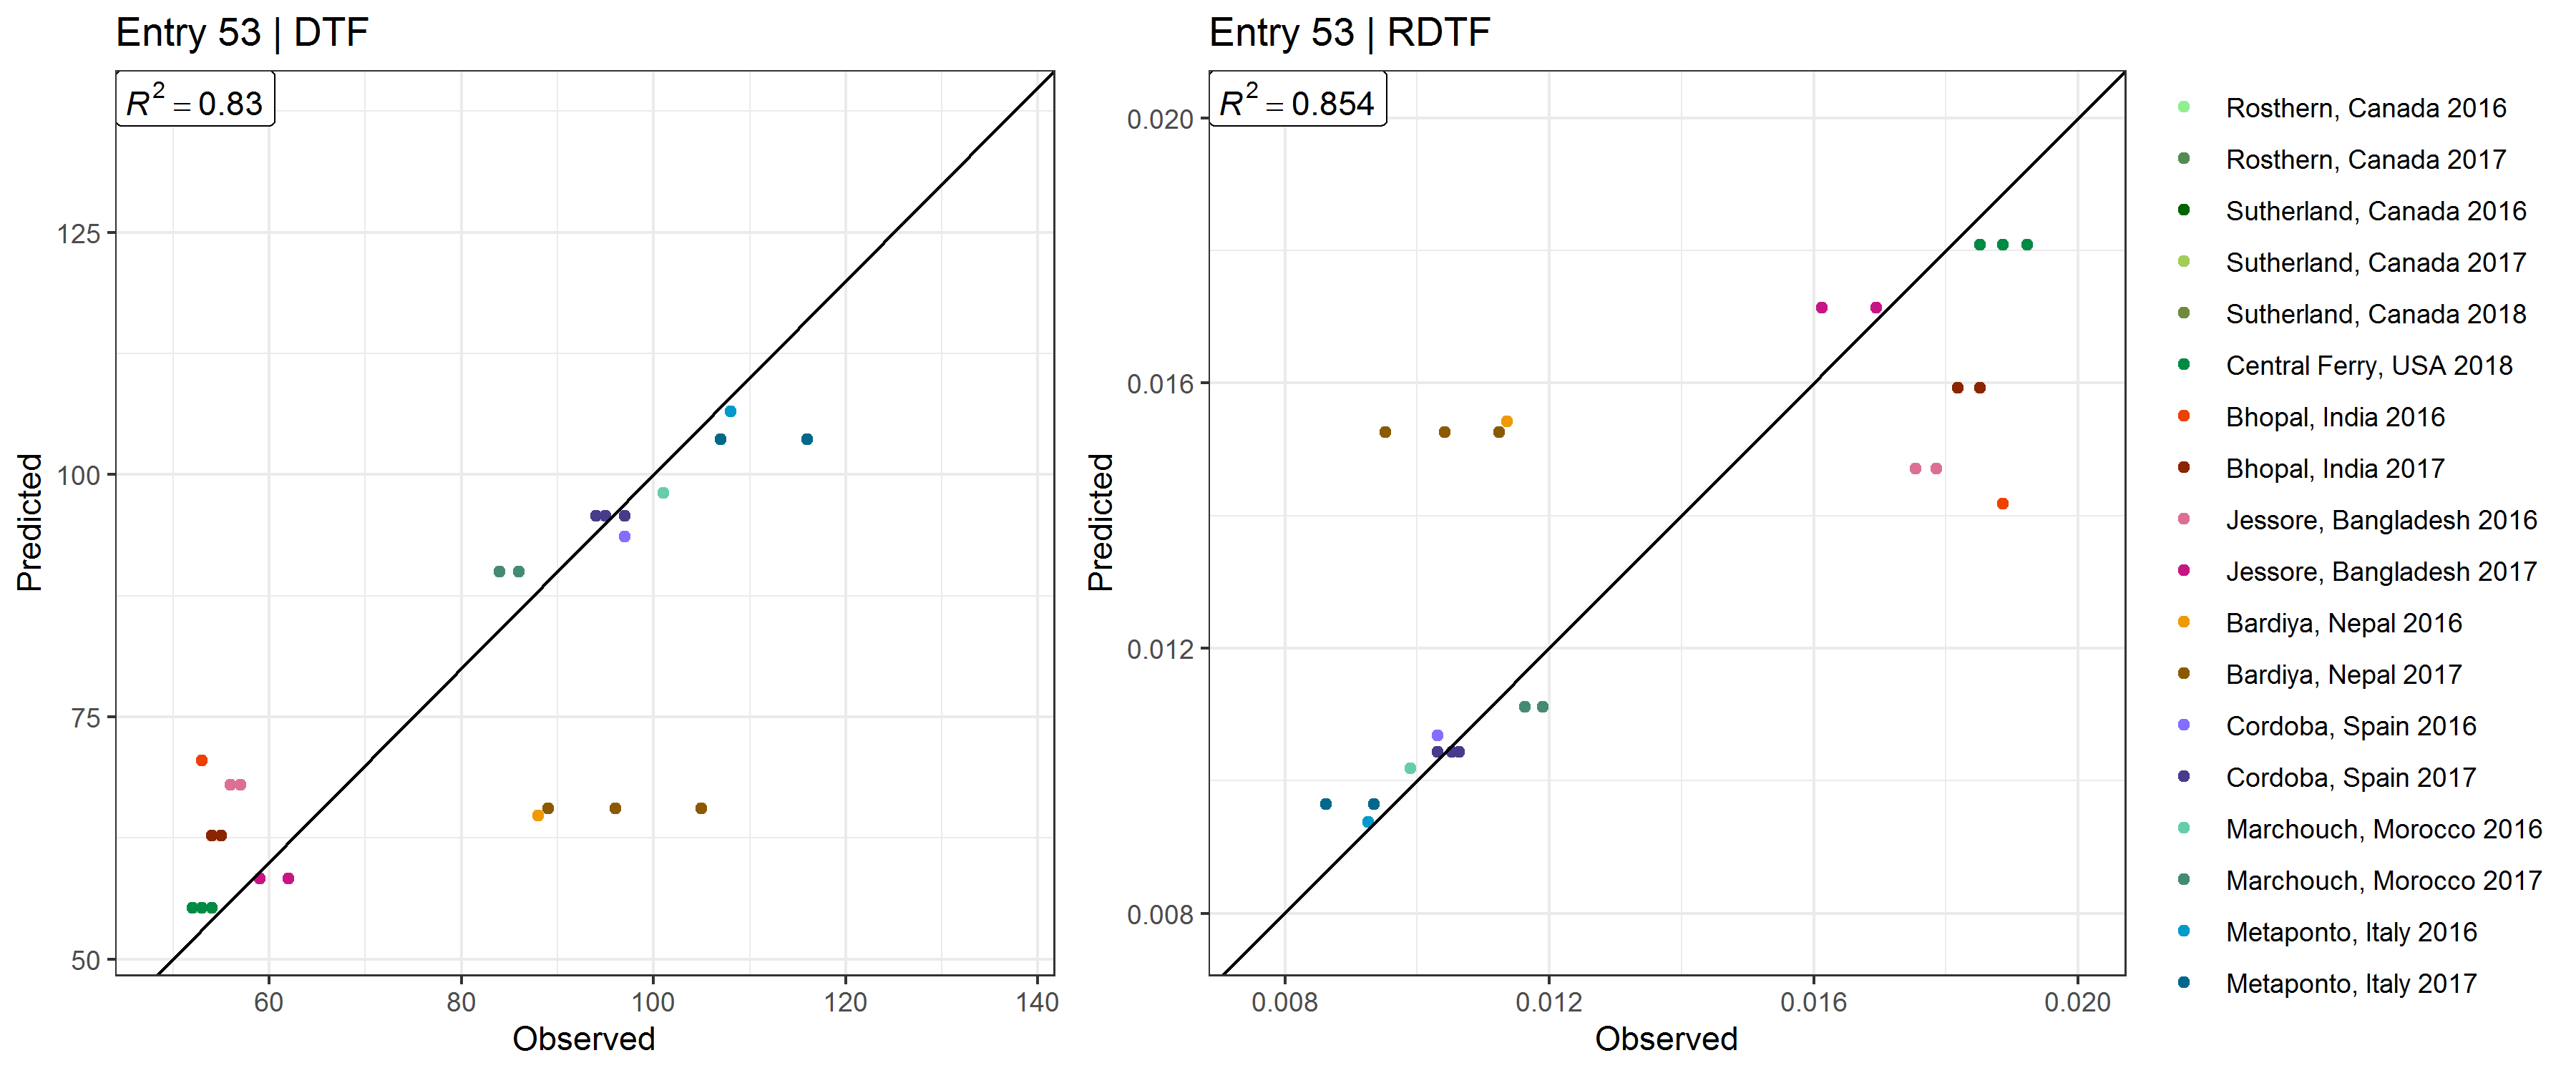 Entry 53 | DTF
R² = 0.83
125
100
75
50
60 80 100 120 140
Observed
Predicted
Entry 53 | RDTF
R² = 0.854
0.020
0.016
0.012
0.008
0.008 0.012 0.016 0.020
Observed
Predicted
Rosthern, Canada 2016
Rosthern, Canada 2017
Sutherland, Canada 2016
Sutherland, Canada 2017
Sutherland, Canada 2018
Central Ferry, USA 2018
Bhopal, India 2016
Bhopal, India 2017
Jessore, Bangladesh 2016
Jessore, Bangladesh 2017
Bardiya, Nepal 2016
Bardiya, Nepal 2017
Cordoba, Spain 2016
Cordoba, Spain 2017
Marchouch, Morocco 2016
Marchouch, Morocco 2017
Metaponto, Italy 2016
Metaponto, Italy 2017